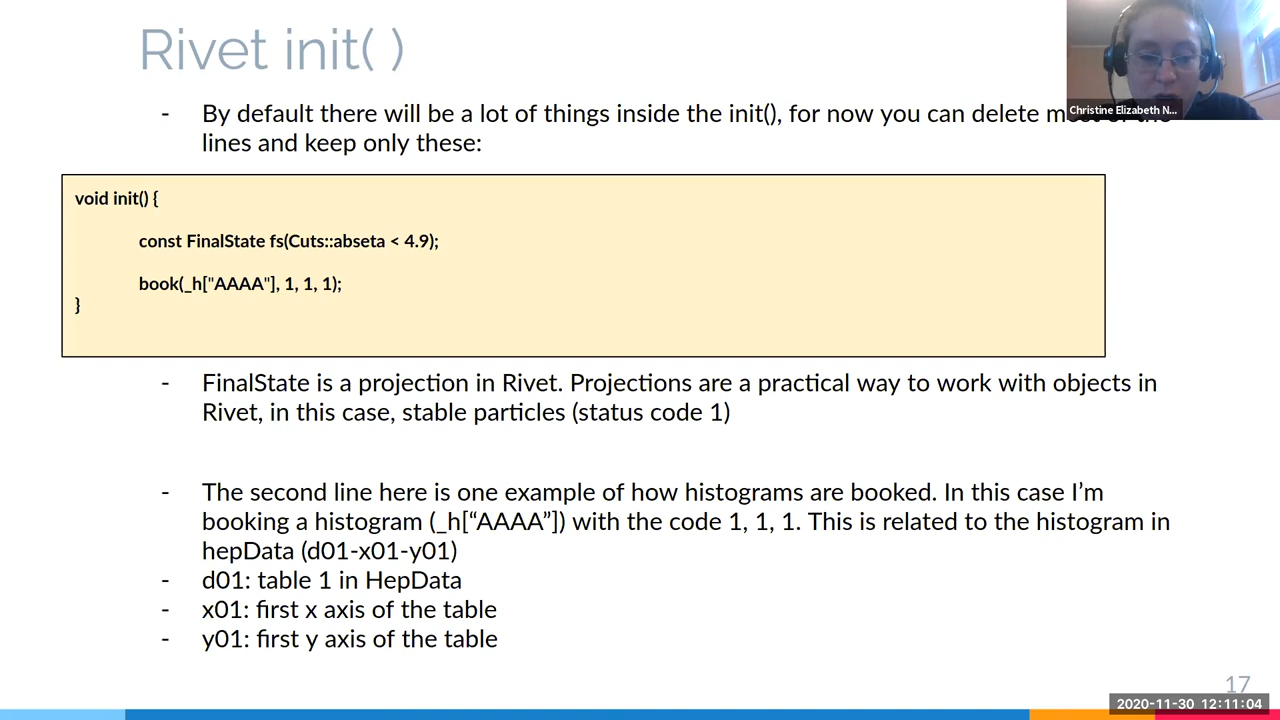 Rivet init( )
Christine Elizabeth N...
- By default there will be a lot of things inside the init(), for now you can delete
lines and keep only these:
void init() {
const FinalState fs(Cuts::abseta < 4.9);
book(_h["AAAA"], 1, 1, 1);
}
- FinalState is a projection in Rivet. Projections are a practical way to work with objects in
Rivet, in this case, stable particles (status code 1)
- The second line here is one example of how histograms are booked. In this case I’m
booking a histogram (_h[“AAAA”]) with the code 1, 1, 1. This is related to the histogram in
hepData (d01-x01-y01)
- d01: table 1 in HepData
- x01: first x axis of the table
- y01: first y axis of the table
17
2020-11-30 12:11:04